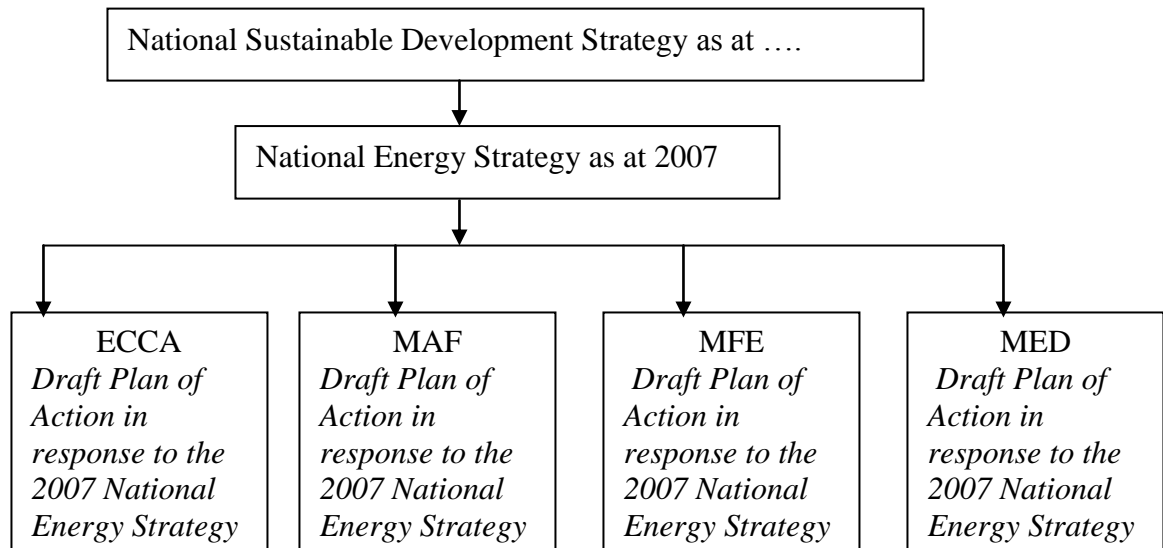 National Sustainable Development Strategy as at ….
National Energy Strategy as at 2007
ECCA
Draft Plan of
Action in
response to the
2007 National
Energy Strategy
MAF
Draft Plan of
Action in
response to the
2007 National
Energy Strategy
MFE
Draft Plan of
Action in
response to the
2007 National
Energy Strategy
MED
Draft Plan of
Action in
response to the
2007 National
Energy Strategy